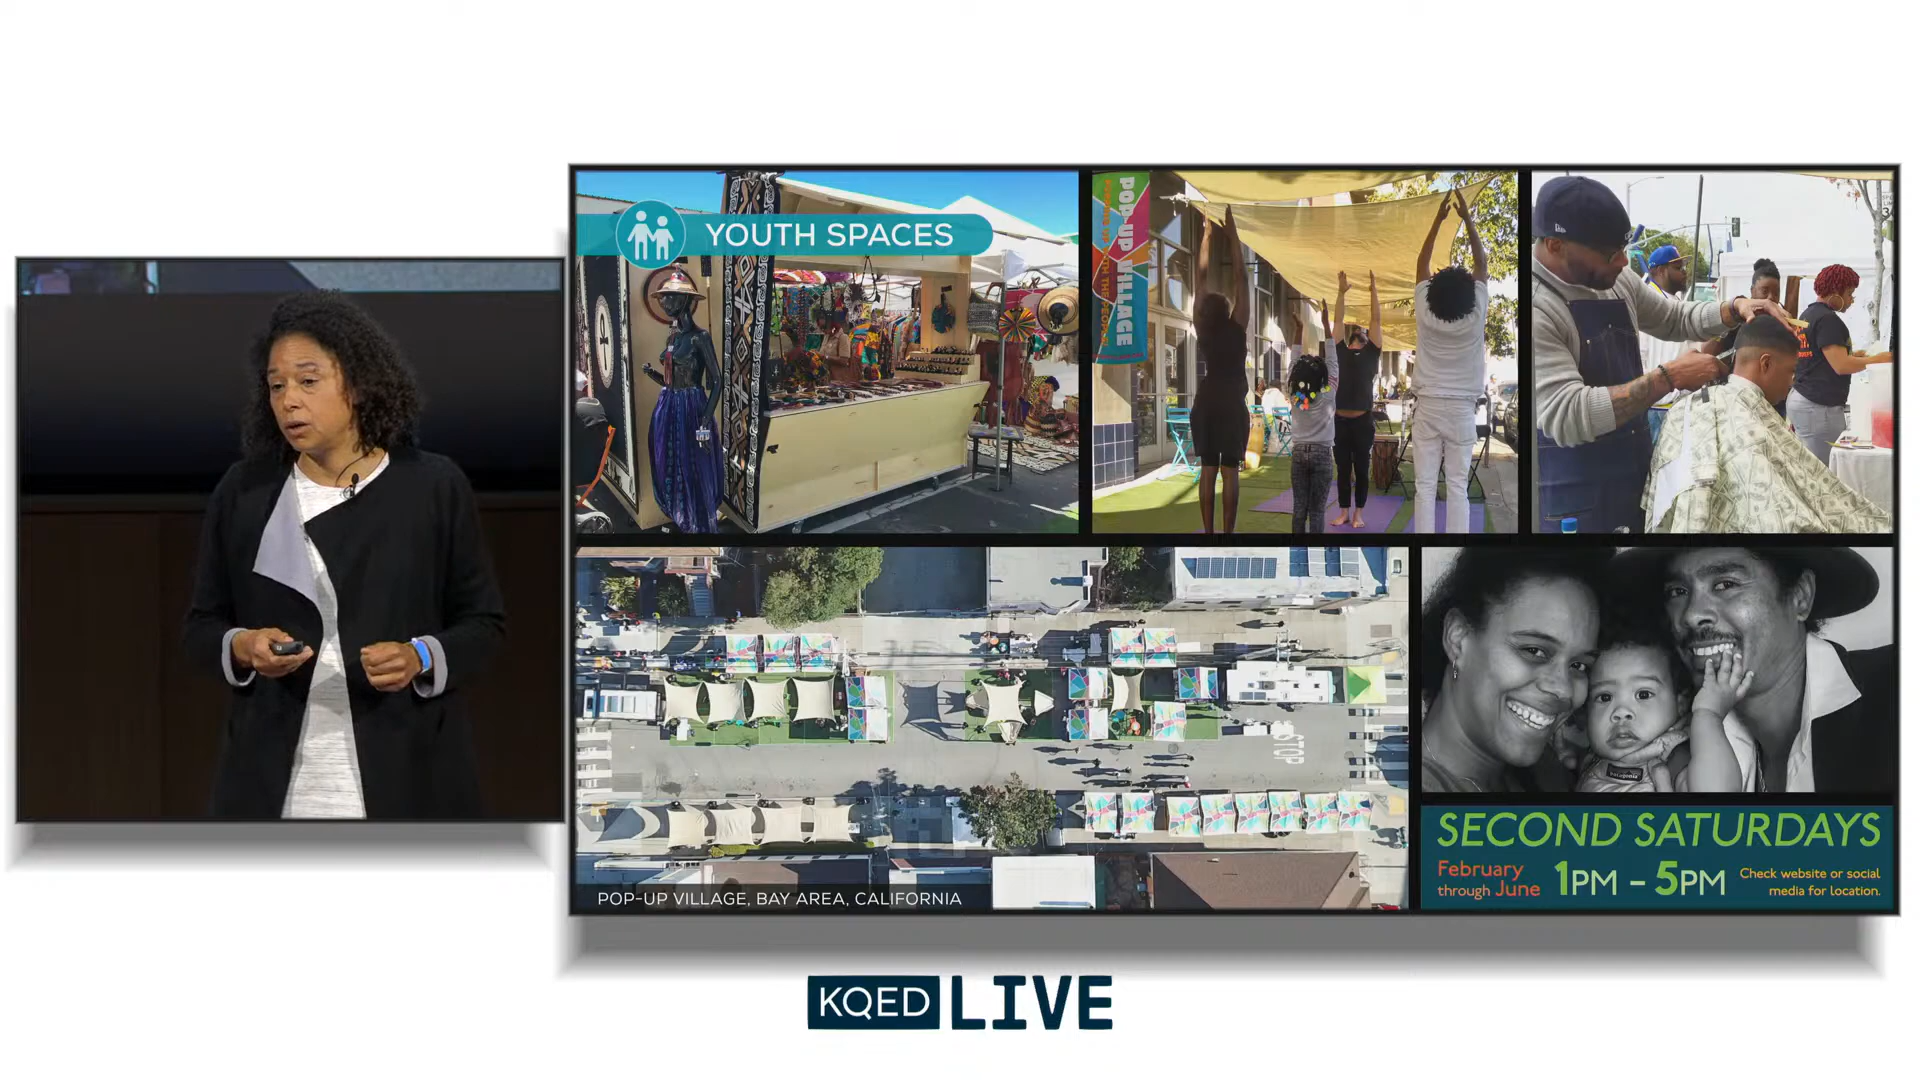 YOUTH SPACES
POP-UP VILLAGE
POP-UP VILLAGE, BAY AREA, CALIFORNIA
STOP
patagonia
SECOND SATURDAYS
February
through June
1PM - 5PM
Check website or social
media for location.
KQED LIVE